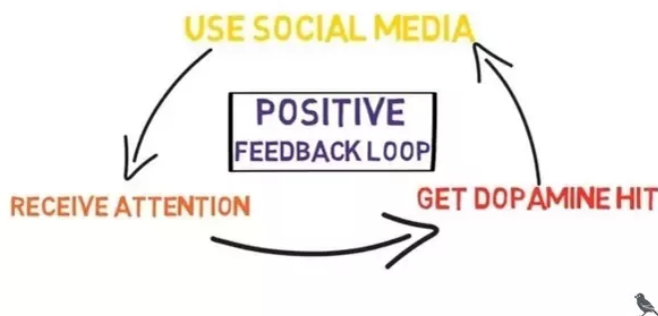 USE SOCIAL MEDIA
POSITIVE
FEEDBACK LOOP
RECEIVE ATTENTION
GET DOPAMINE HIT